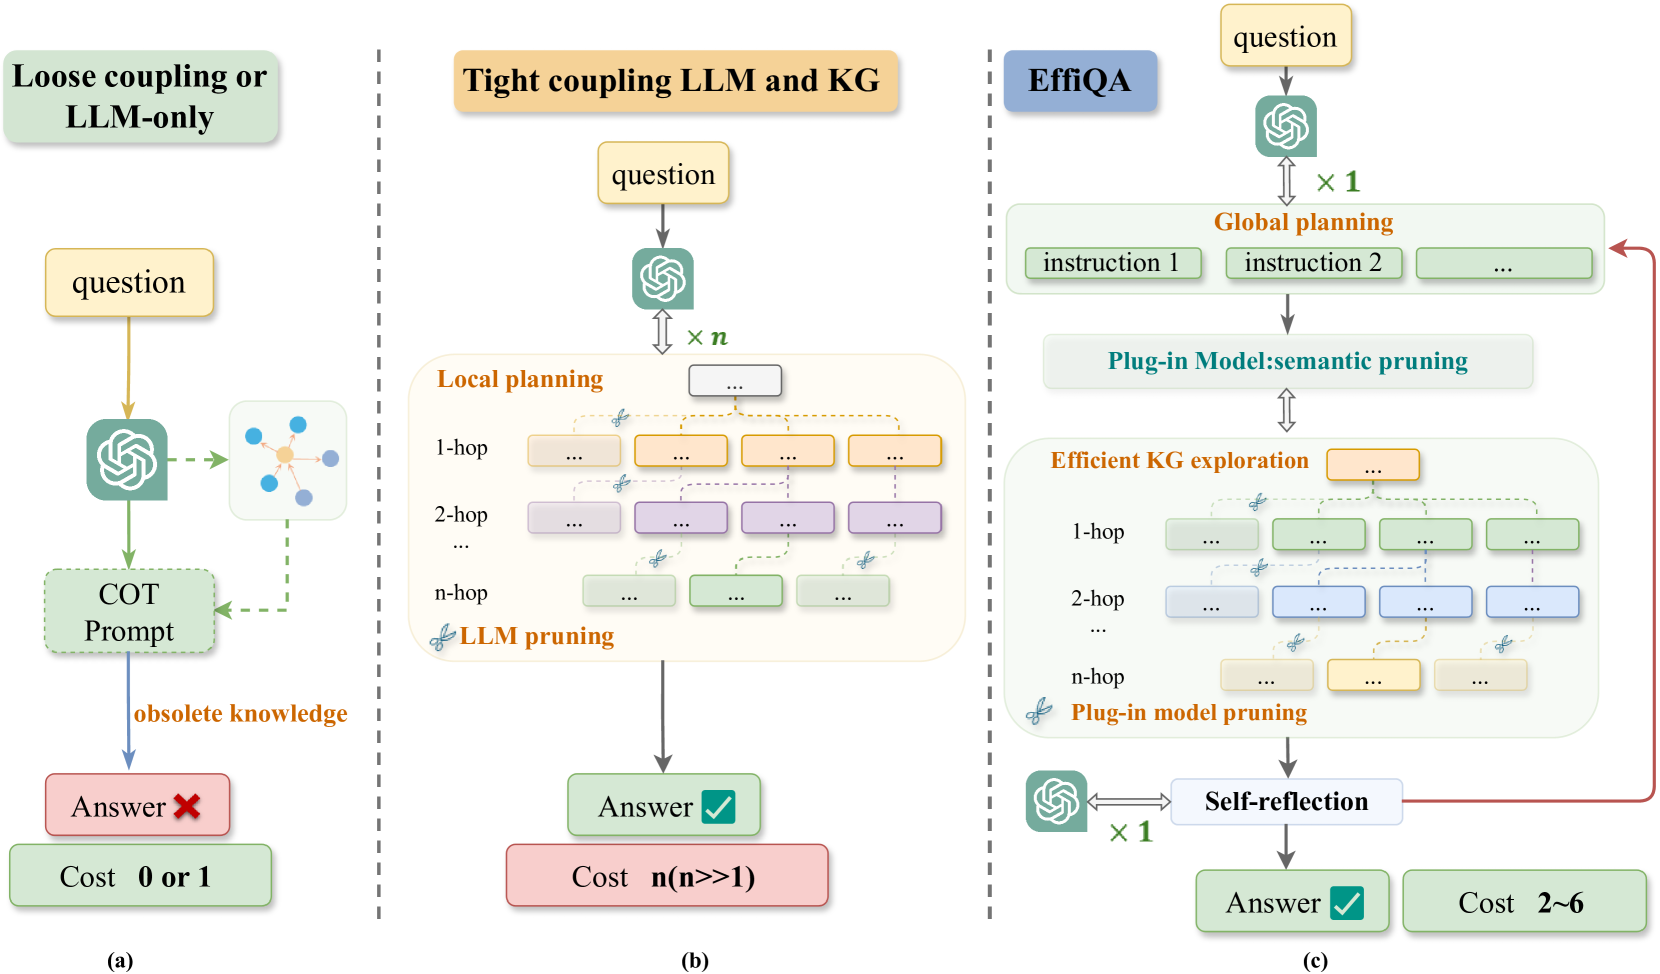 Loose coupling or
LLM-only
question
COT
Prompt
obsolete knowledge
Answer
Cost 0 or 1
(a)
Tight coupling LLM and KG
question
× n
Local planning
...
1-hop
... ... ... ...
2-hop
... ... ... ...
...
n-hop
... ... ...
LLM pruning
Answer
Cost n(n>>1)
(b)
EffiQA
question
× 1
Global planning
instruction 1 instruction 2 ...
Plug-in Model:semantic pruning
Efficient KG exploration
...
1-hop
... ... ... ...
2-hop
... ... ... ...
...
n-hop
... ... ...
Plug-in model pruning
Self-reflection
× 1
Answer
Cost 2~6
(c)